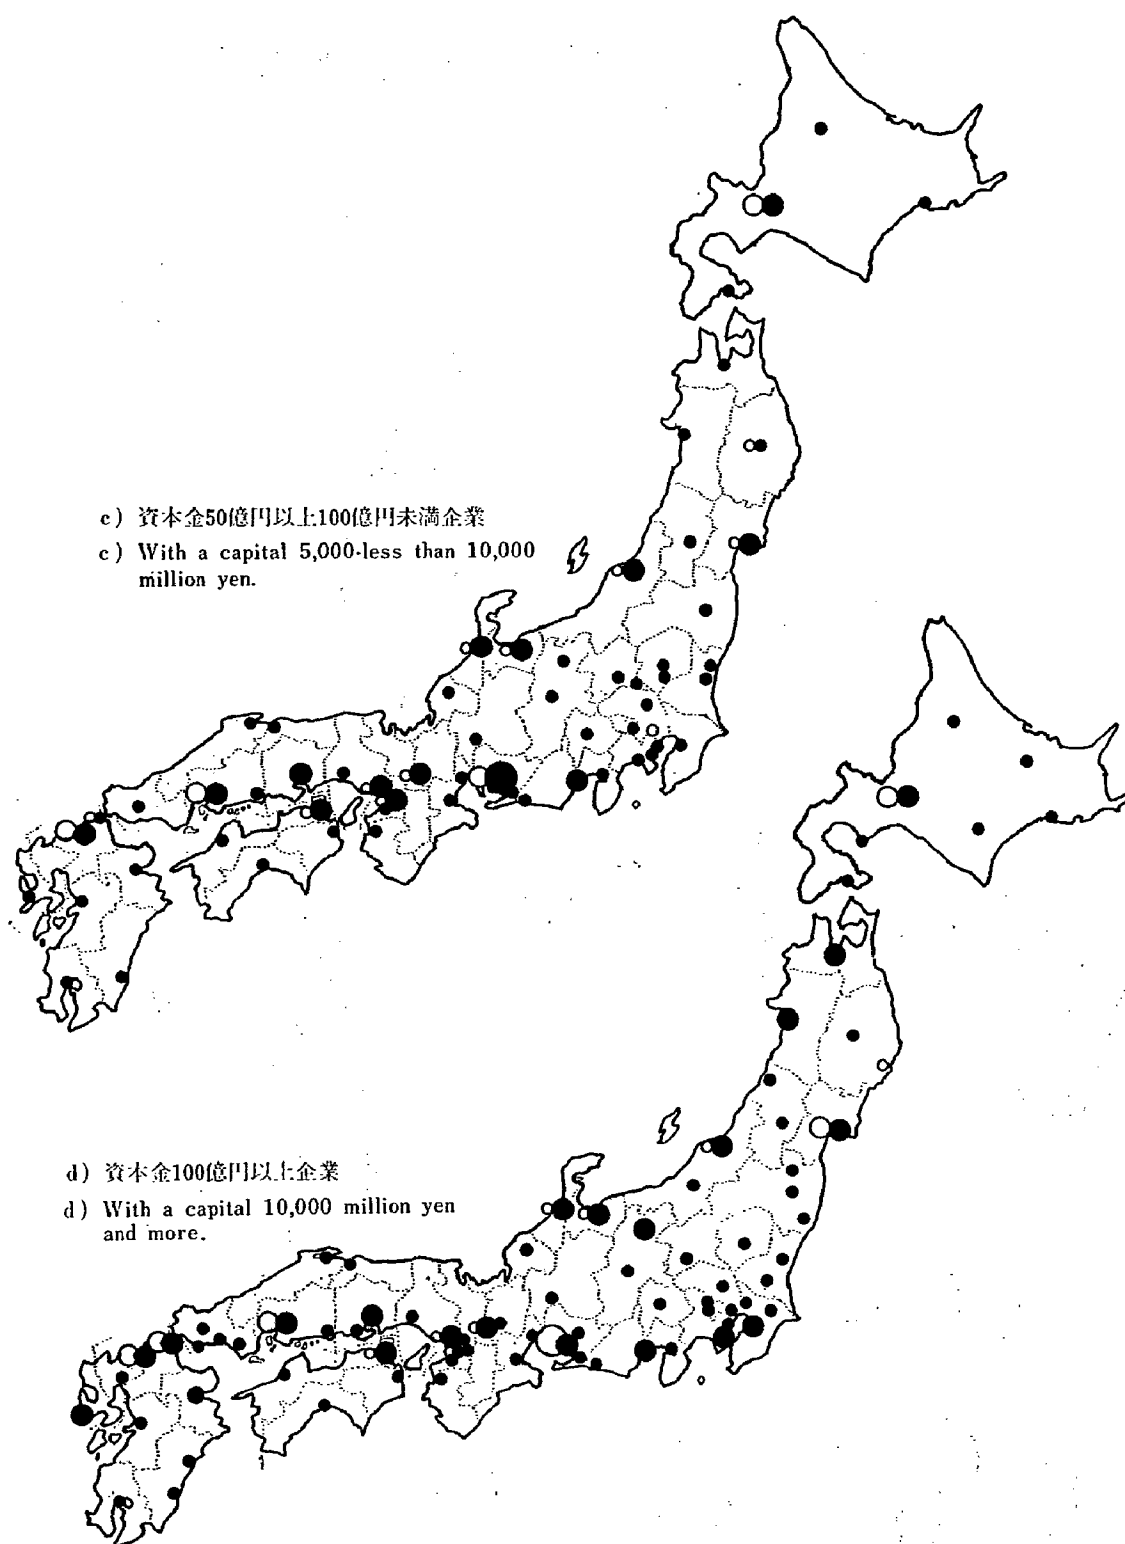 c) 資本金50億円以上100億円未満企業
c) With a capital 5,000-less than 10,000
million yen.
d) 資本金100億円以上企業
d) With a capital 10,000 million yen
and more.